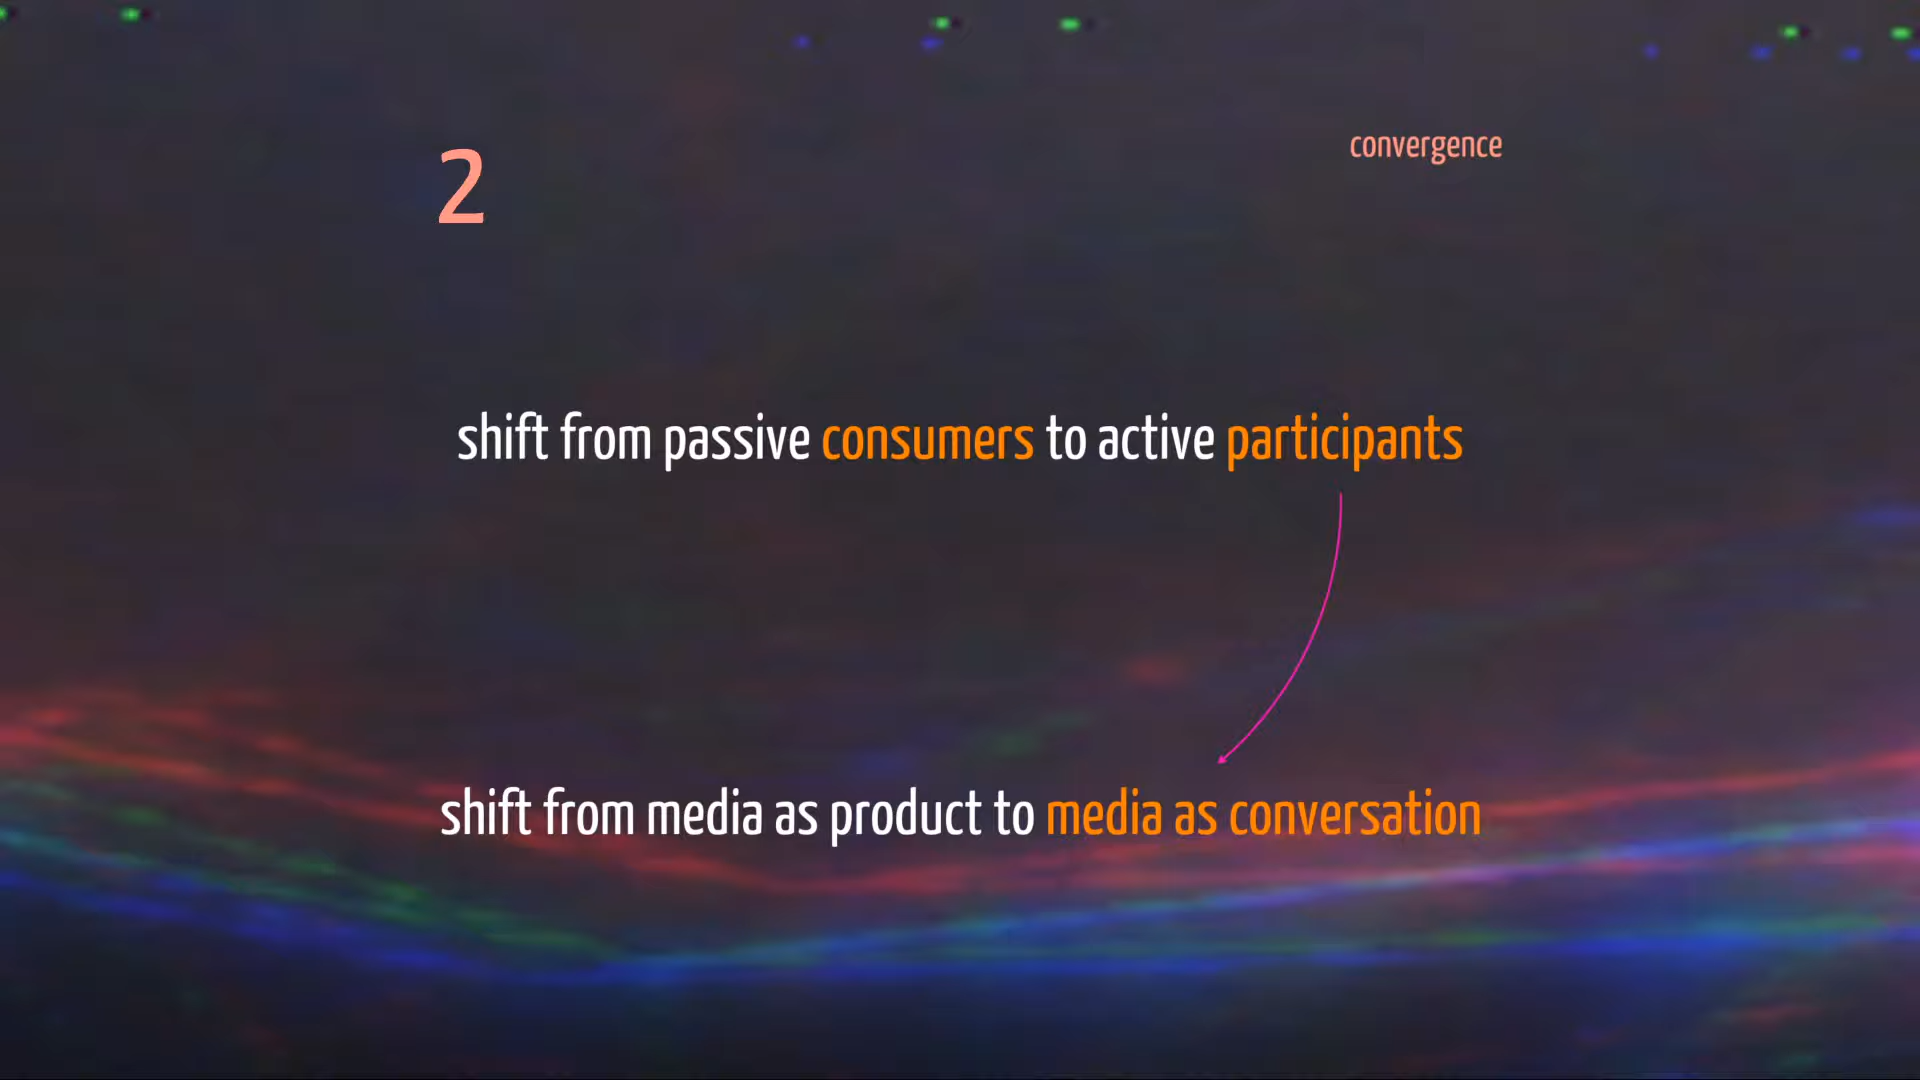 2
convergence
shift from passive consumers to active participants
shift from media as product to media as conversation